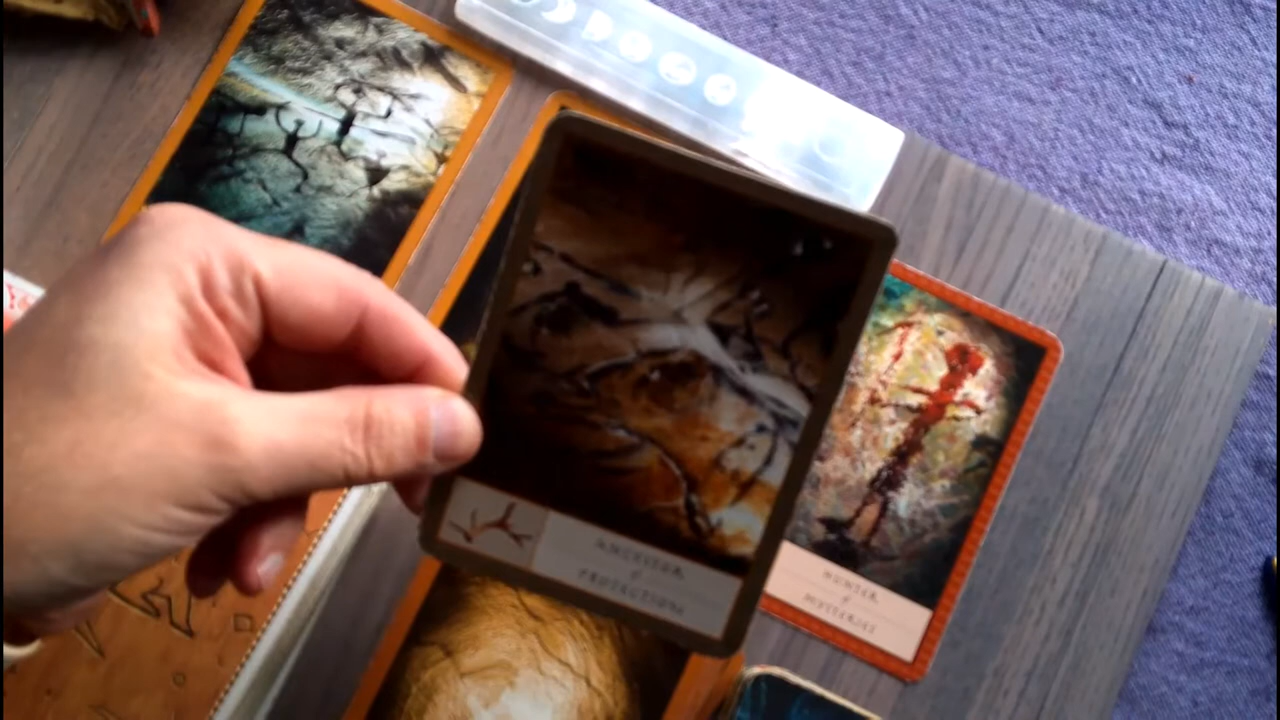 ANCESTOR
of
PROTECTION
HUNTER
of
MYSTERIES